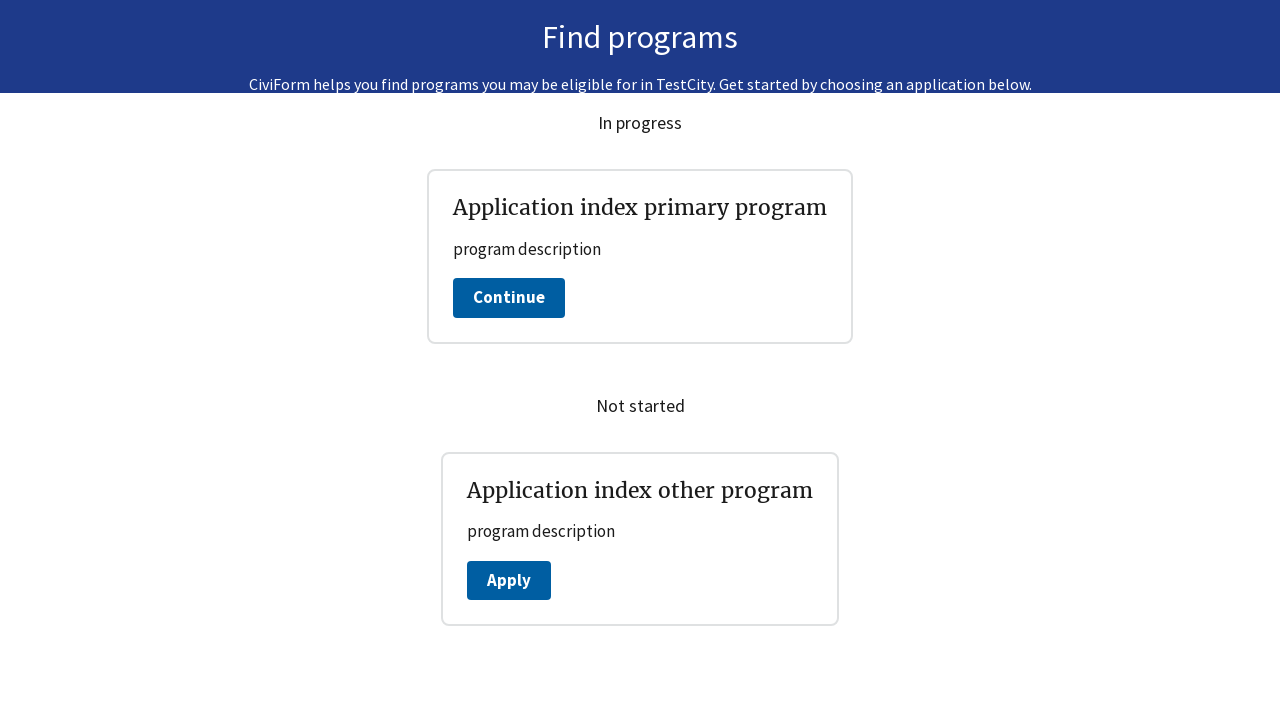 Find programs
CiviForm helps you find programs you may be eligible for in TestCity. Get started by choosing an application below.
In progress
Application index primary program
program description
Continue
Not started
Application index other program
program description
Apply